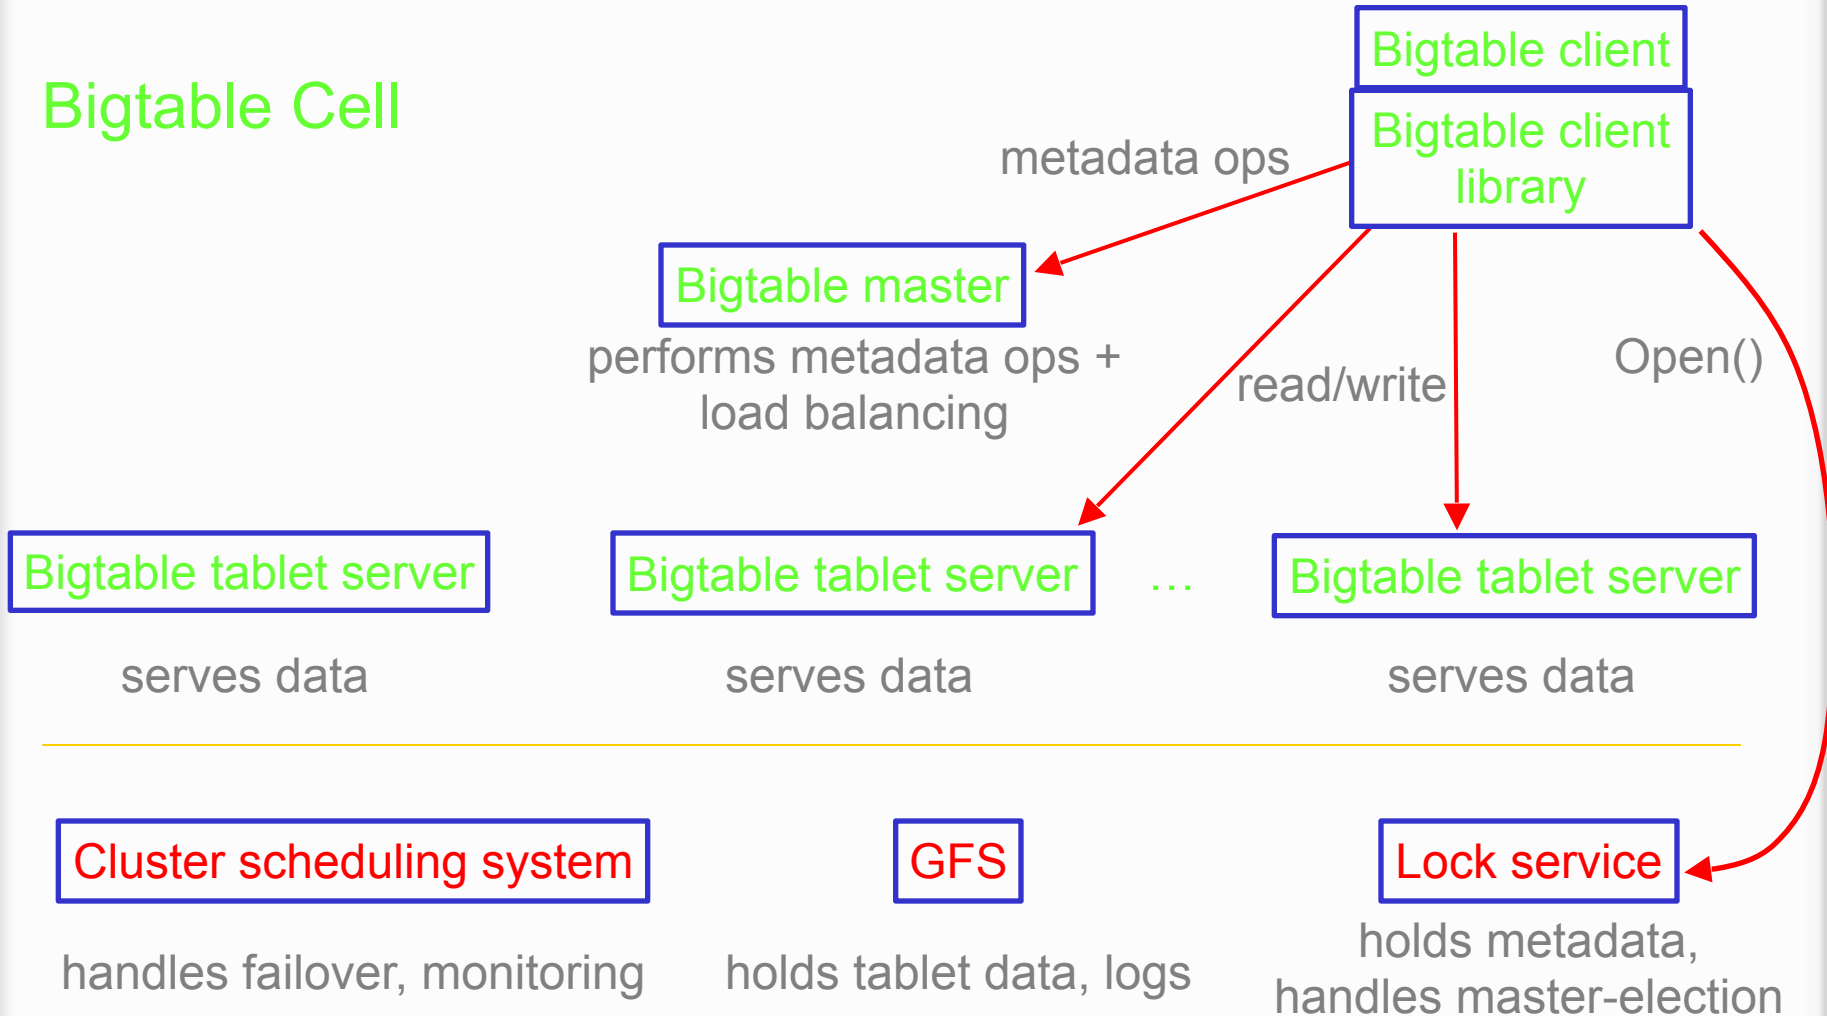 Bigtable client
Bigtable Cell
Bigtable client
library
metadata ops
Bigtable master
performs metadata ops +
load balancing
read/write
Open()
Bigtable tablet server
Bigtable tablet server
…
Bigtable tablet server
serves data
serves data
serves data
Cluster scheduling system
GFS
Lock service
handles failover, monitoring
holds tablet data, logs
holds metadata,
handles master-election